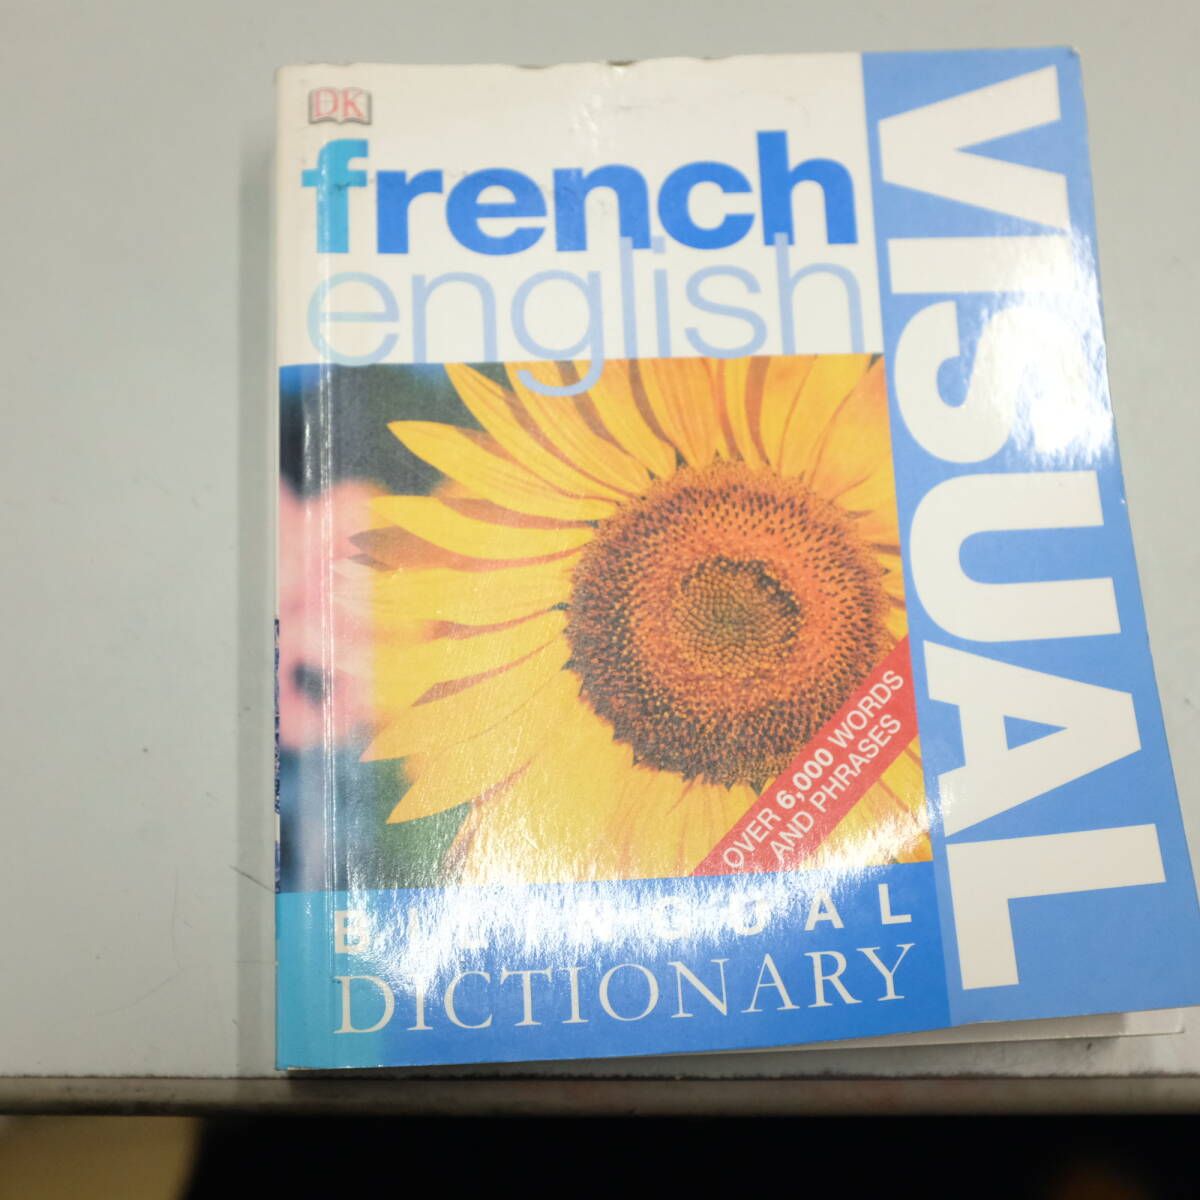 DK
french
english
VISUAL
OVER 6,000 WORDS
AND PHRASES
BILINGUAL
DICTIONARY